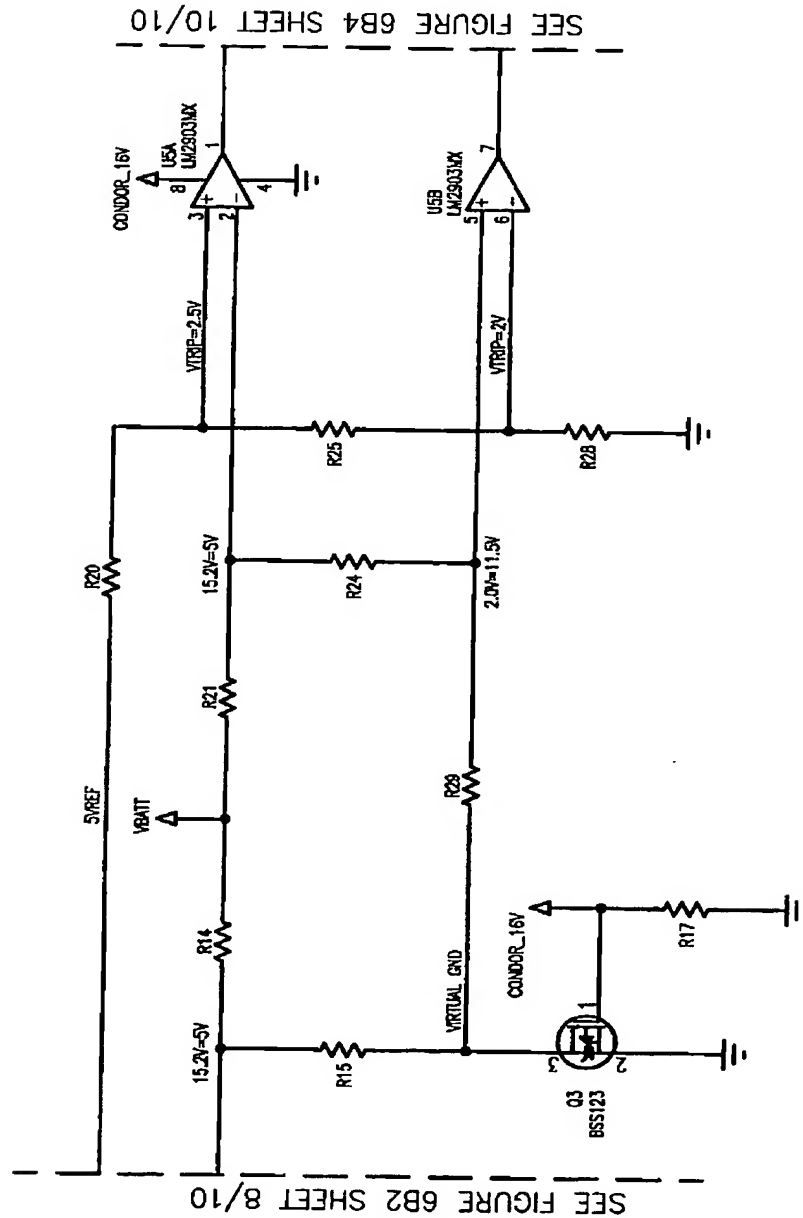 SEE FIGURE 6B4 SHEET 10/10
CONDOR_16V
U5A
LM2903MX
8
3
+
2
-
1
4
VTRIP=2.5V
U5B
LM2903MX
5
+
6
-
7
VTRIP=2V
R20
R25
R28
15.2V=5V
R24
2.0V=11.5V
5VREF
R21
VBATT
R29
R14
CONDOR_16V
R17
VIRTUAL GND
15.2V=5V
R15
1
3
2
Q3
BSS123
SEE FIGURE 6B2 SHEET 8/10